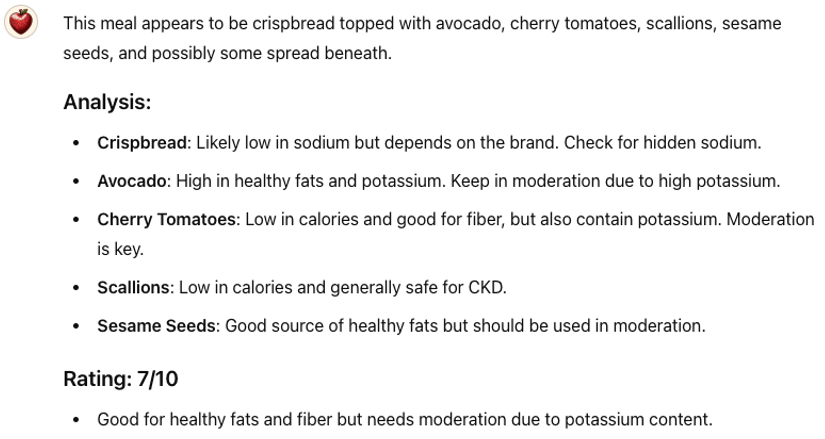 This meal appears to be crispbread topped with avocado, cherry tomatoes, scallions, sesame
seeds, and possibly some spread beneath.
Analysis:
• Crispbread: Likely low in sodium but depends on the brand. Check for hidden sodium.
• Avocado: High in healthy fats and potassium. Keep in moderation due to high potassium.
• Cherry Tomatoes: Low in calories and good for fiber, but also contain potassium. Moderation
is key.
• Scallions: Low in calories and generally safe for CKD.
• Sesame Seeds: Good source of healthy fats but should be used in moderation.
Rating: 7/10
• Good for healthy fats and fiber but needs moderation due to potassium content.